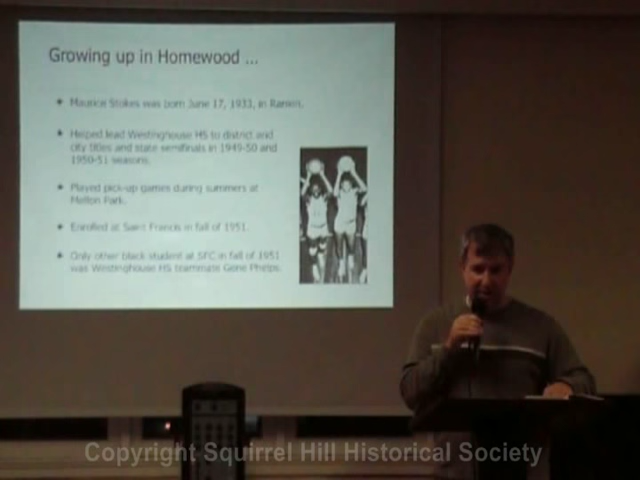 Growing up in Homewood ...
Maurice Stokes was born June 17, 1933, in Rankin.
Helped lead Westinghouse HS to district and
city titles and state semifinals in 1949-50 and
1950-51 seasons.
Played pick-up games during summers at
Mellon Park.
Enrolled at Saint Francis in fall of 1951.
Only other black student at SFC in fall of 1951
was Westinghouse HS teammate Gene Phelps.
Copyright Squirrel Hill Historical Society